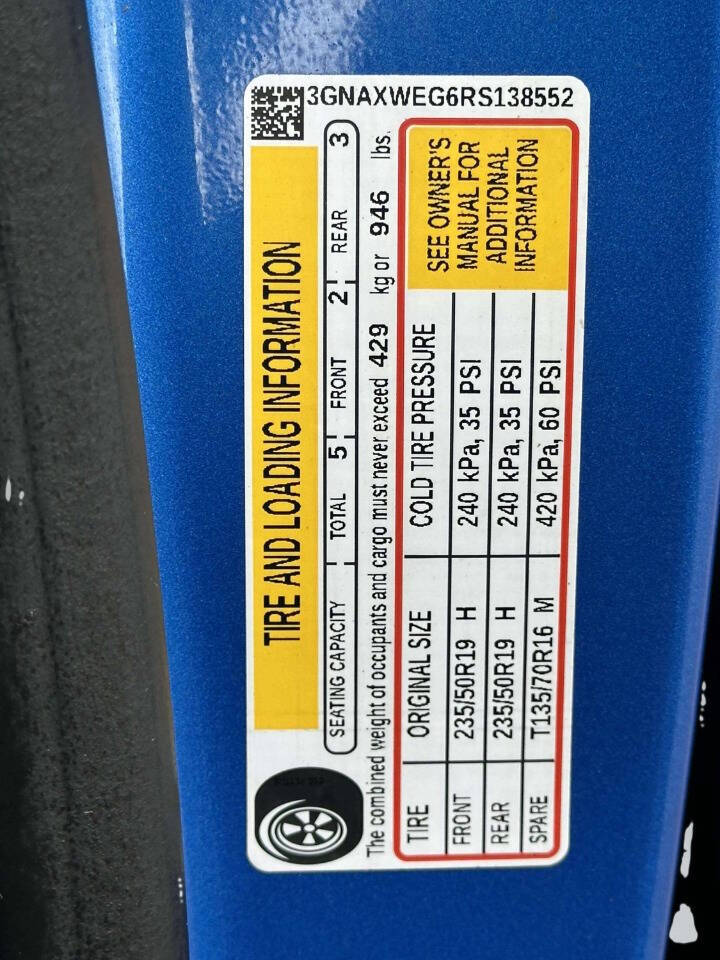 3GNAXWEG6RS138552
TIRE AND LOADING INFORMATION
SEATING CAPACITY TOTAL 5 FRONT 2 REAR 3
The combined weight of occupants and cargo must never exceed 429 kg or 946 lbs.
TIRE ORIGINAL SIZE COLD TIRE PRESSURE
FRONT 235/50R19 H 240 kPa, 35 PSI
REAR 235/50R19 H 240 kPa, 35 PSI
SPARE T135/70R16 M 420 kPa, 60 PSI
SEE OWNER'S
MANUAL FOR
ADDITIONAL
INFORMATION